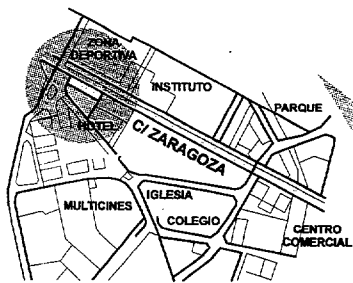 ZONA
DEPORTIVA
INSTITUTO
PARQUE
HOTEL
C/ ZARAGOZA
IGLESIA
MULTICINES
COLEGIO
CENTRO
COMERCIAL